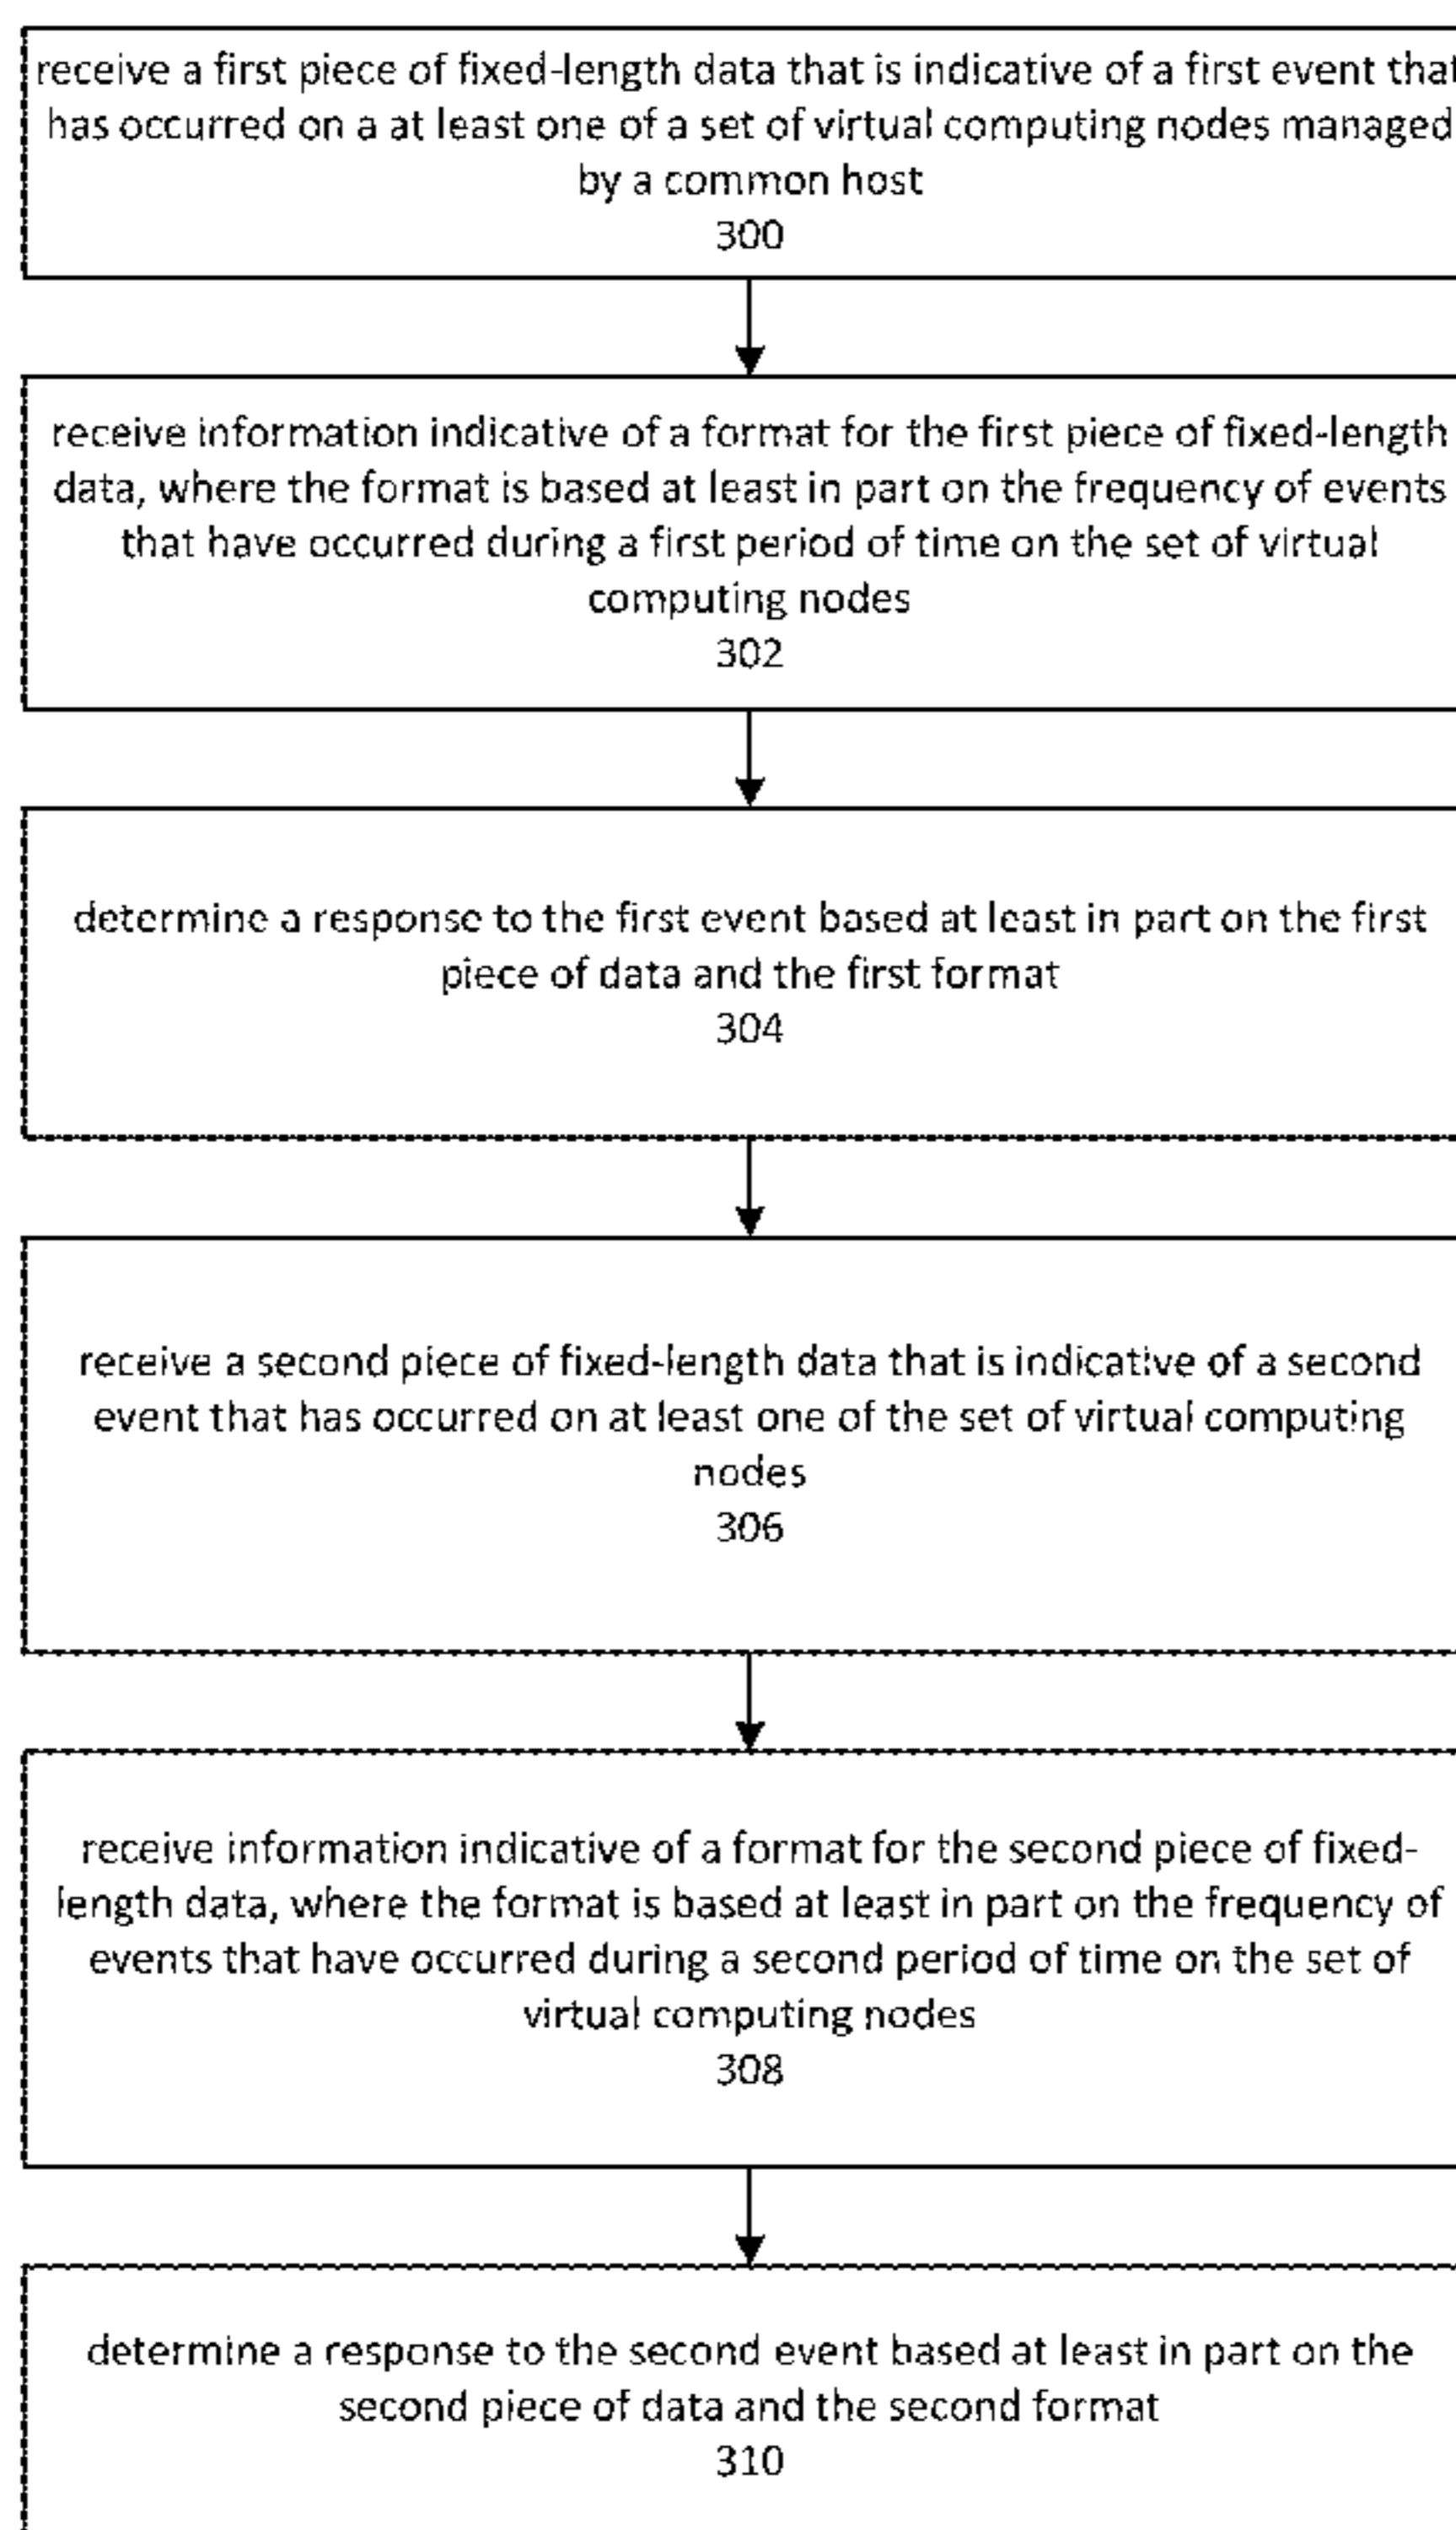 receive a first piece of fixed-length data that is indicative of a first event that
has occurred on a at least one of a set of virtual computing nodes managed
by a common host
300
receive information indicative of a format for the first piece of fixed-length
data, where the format is based at least in part on the frequency of events
that have occurred during a first period of time on the set of virtual
computing nodes
302
determine a response to the first event based at least in part on the first
piece of data and the first format
304
receive a second piece of fixed-length data that is indicative of a second
event that has occurred on at least one of the set of virtual computing
nodes
306
receive information indicative of a format for the second piece of fixed-
length data, where the format is based at least in part on the frequency of
events that have occurred during a second period of time on the set of
virtual computing nodes
308
determine a response to the second event based at least in part on the
second piece of data and the second format
310